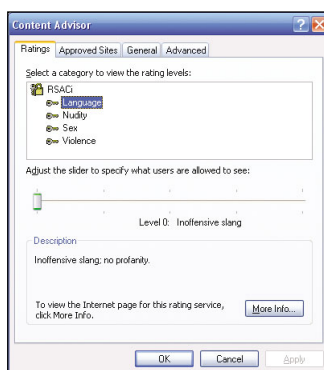 Content Advisor
Ratings Approved Sites General Advanced
Select a category to view the rating levels:
RSACi
Language
Nudity
Sex
Violence
Adjust the slider to specify what users are allowed to see:
Level 0: Inoffensive slang
Description
Inoffensive slang; no profanity.
To view the Internet page for this rating service,
click More Info.
More Info...
OK Cancel Apply